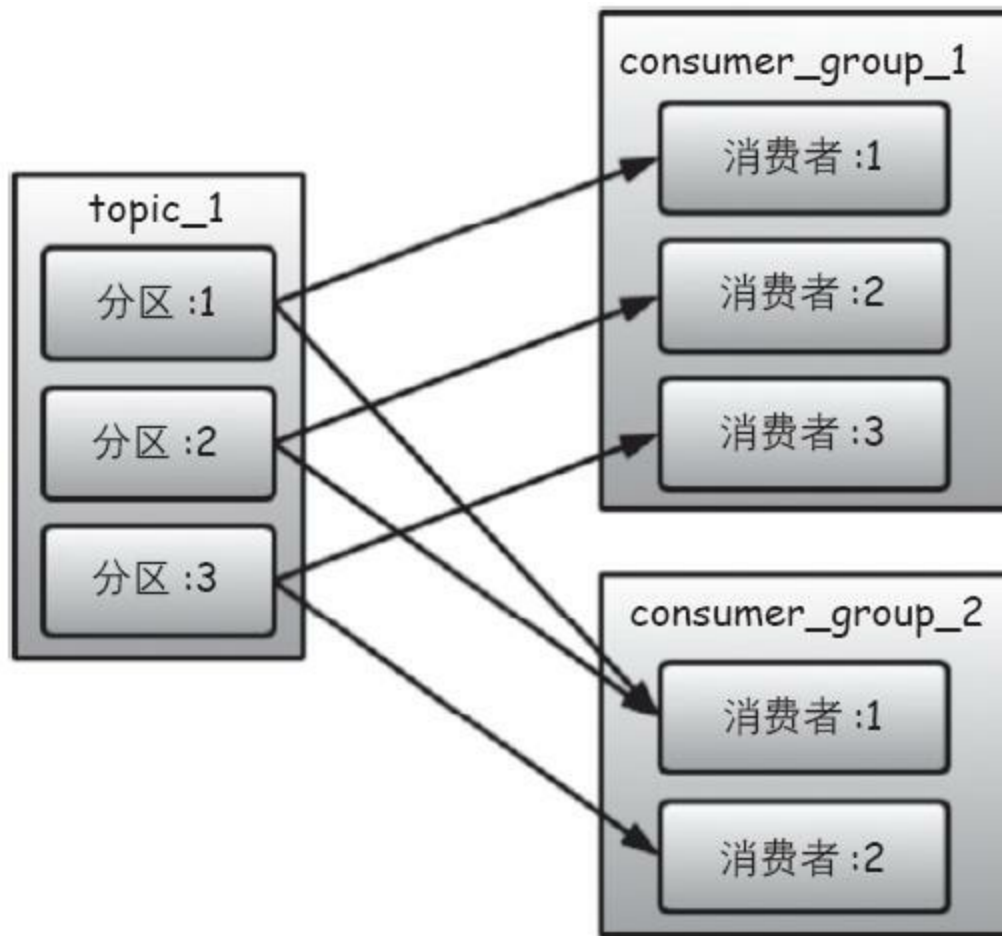 topic_1
分区 :1
分区 :2
分区 :3
consumer_group_1
消费者 :1
消费者 :2
消费者 :3
consumer_group_2
消费者 :1
消费者 :2